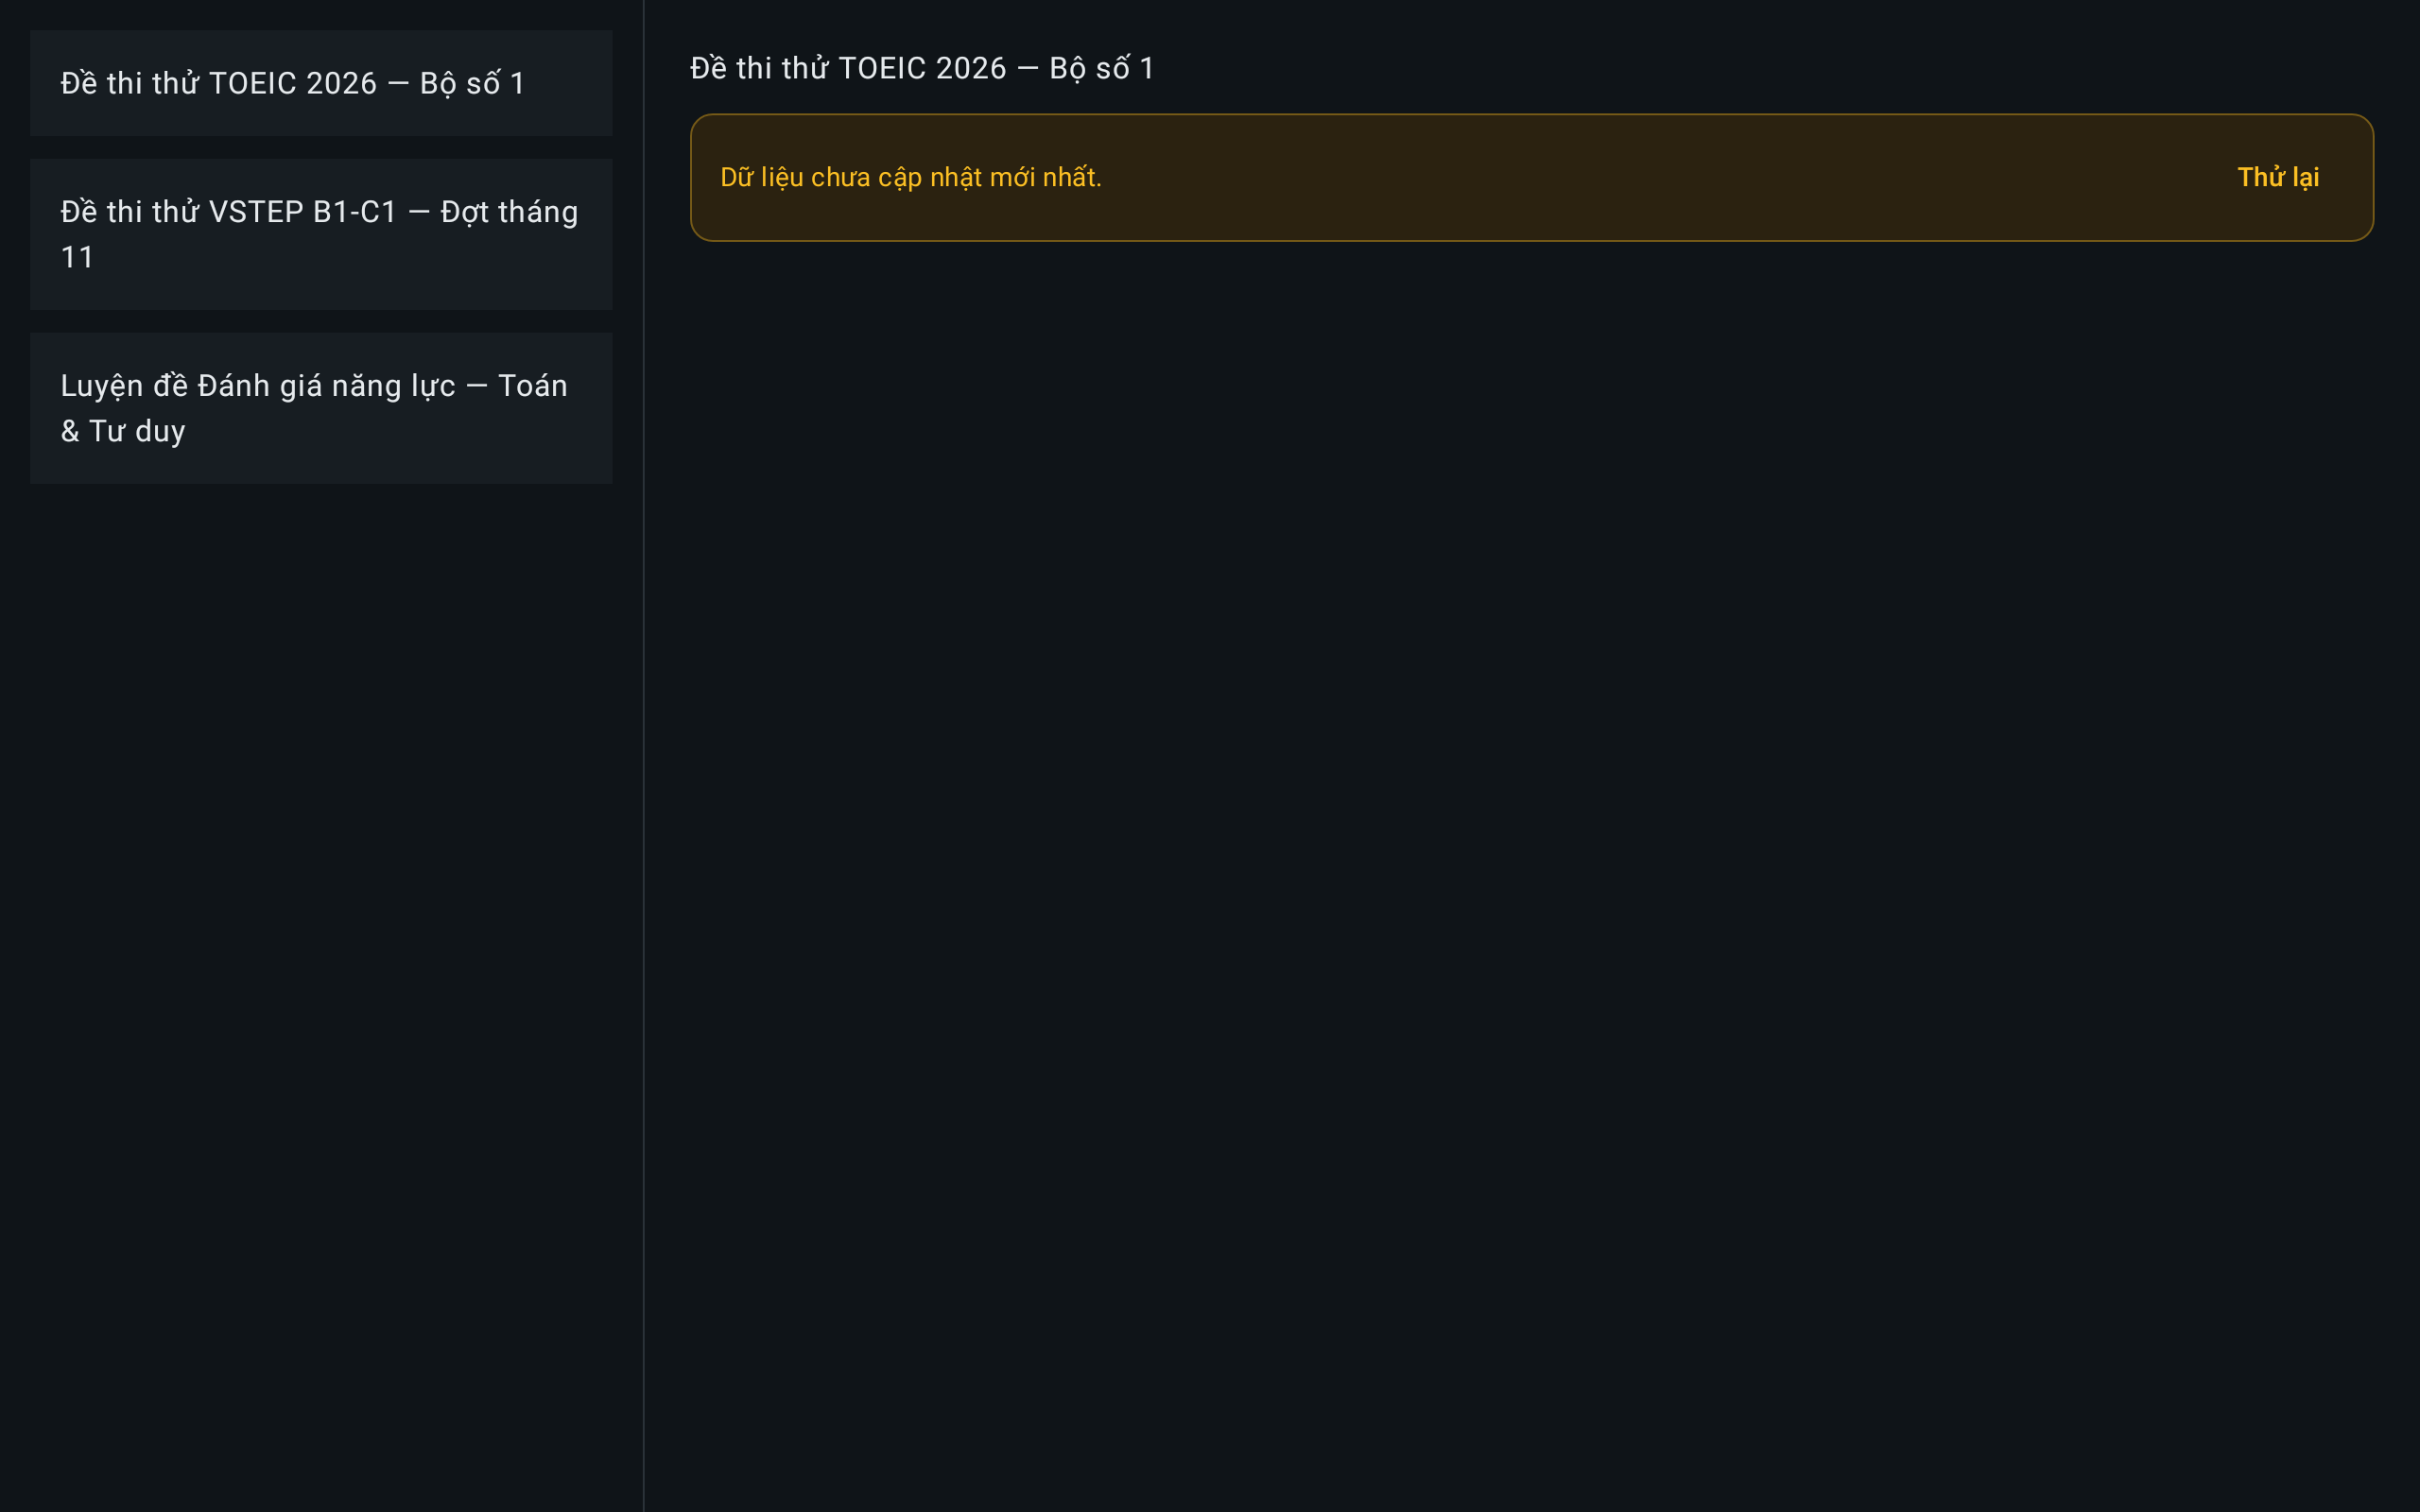 Đề thi thử TOEIC 2026 — Bộ số 1
Đề thi thử VSTEP B1-C1 — Đợt tháng
11
Luyện đề Đánh giá năng lực — Toán
& Tư duy
Đề thi thử TOEIC 2026 — Bộ số 1
Dữ liệu chưa cập nhật mới nhất.
Thử lại